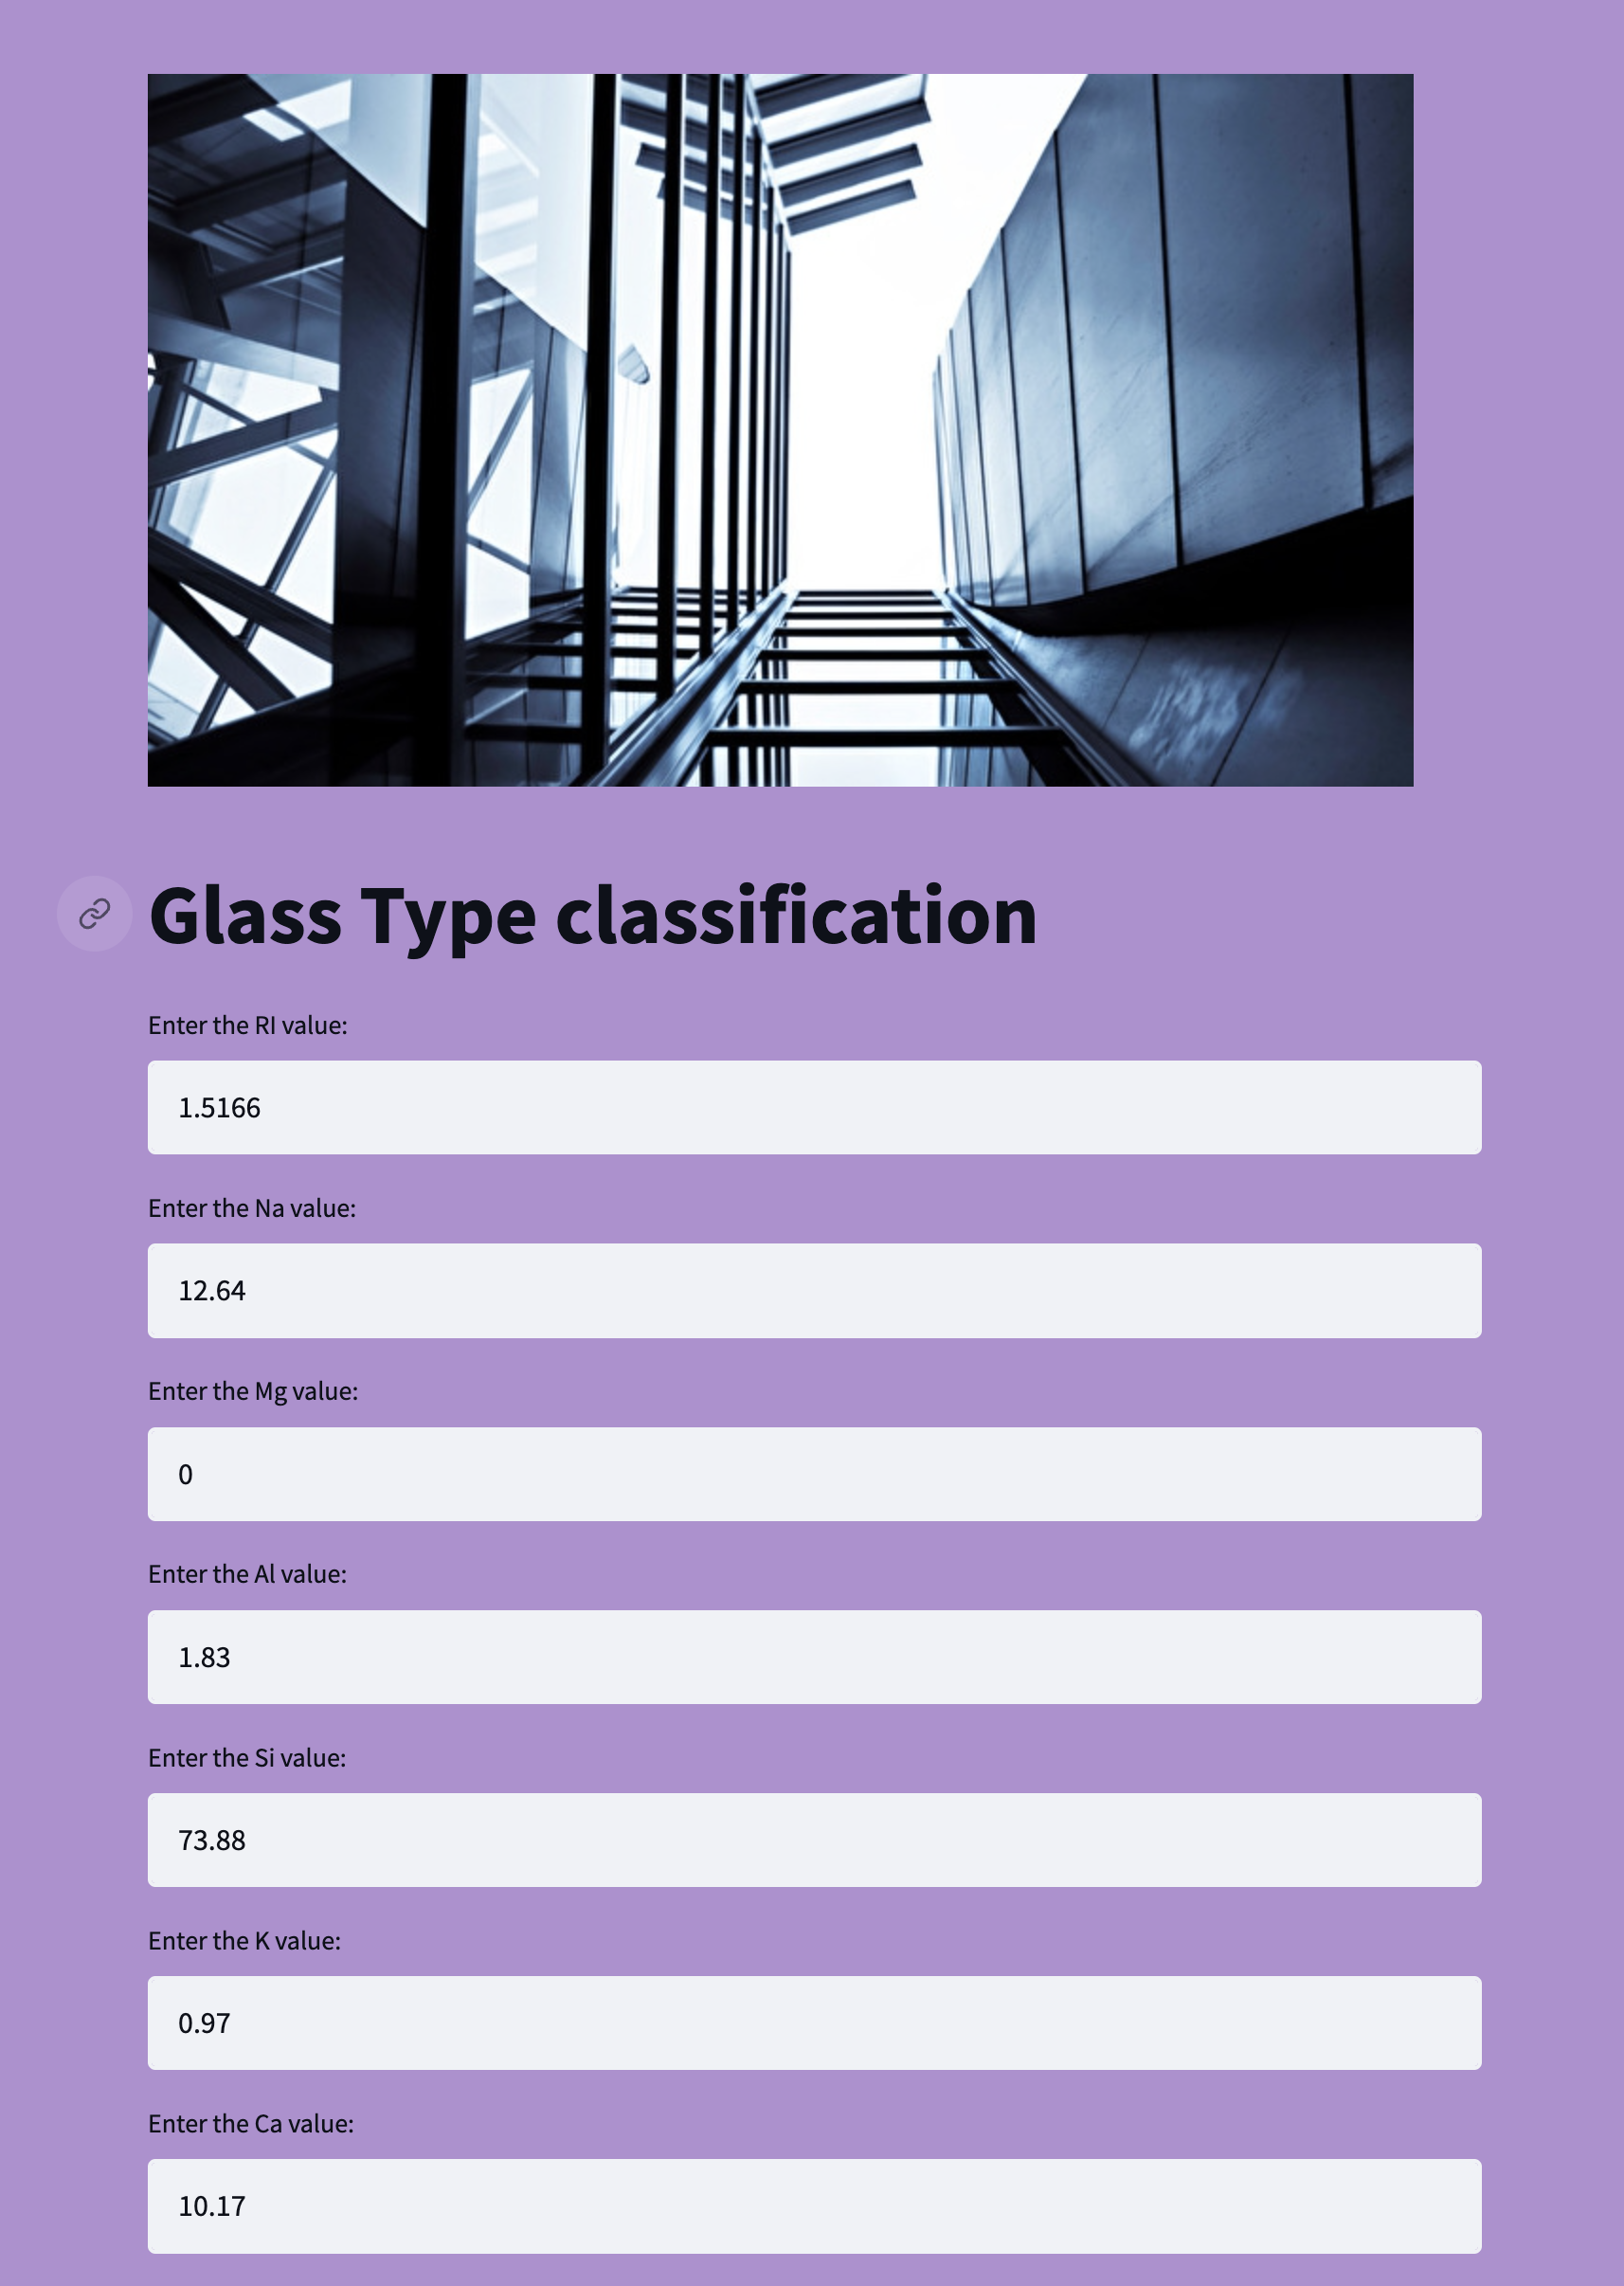 Glass Type classification
Enter the RI value:
1.5166
Enter the Na value:
12.64
Enter the Mg value:
0
Enter the Al value:
1.83
Enter the Si value:
73.88
Enter the K value:
0.97
Enter the Ca value:
10.17